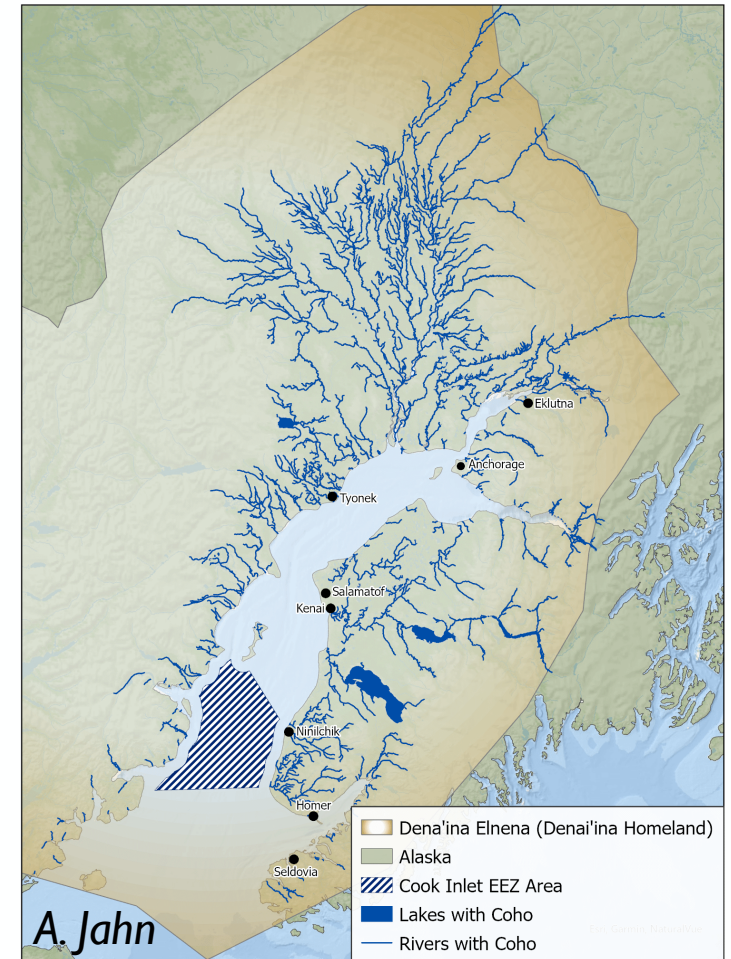 Eklutna
Anchorage
Tyonek
Salamatof
Kenai
Ninilchik
Homer
Seldovia
Dena'ina Elnena (Denai'ina Homeland)
Alaska
Cook Inlet EEZ Area
Lakes with Coho
Rivers with Coho
A. Jahn